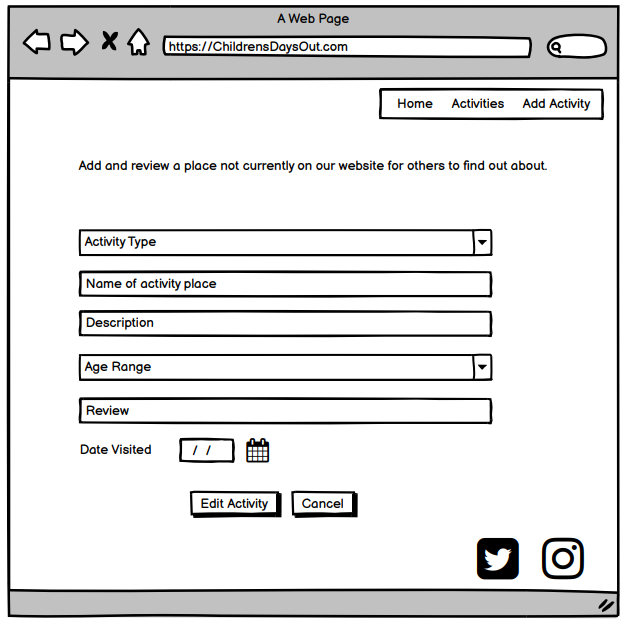 A Web Page
https://ChildrensDaysOut.com
Home Activities Add Activity
Add and review a place not currently on our website for others to find out about.
Activity Type
Name of activity place
Description
Age Range
Review
Date Visited / /
Edit Activity Cancel